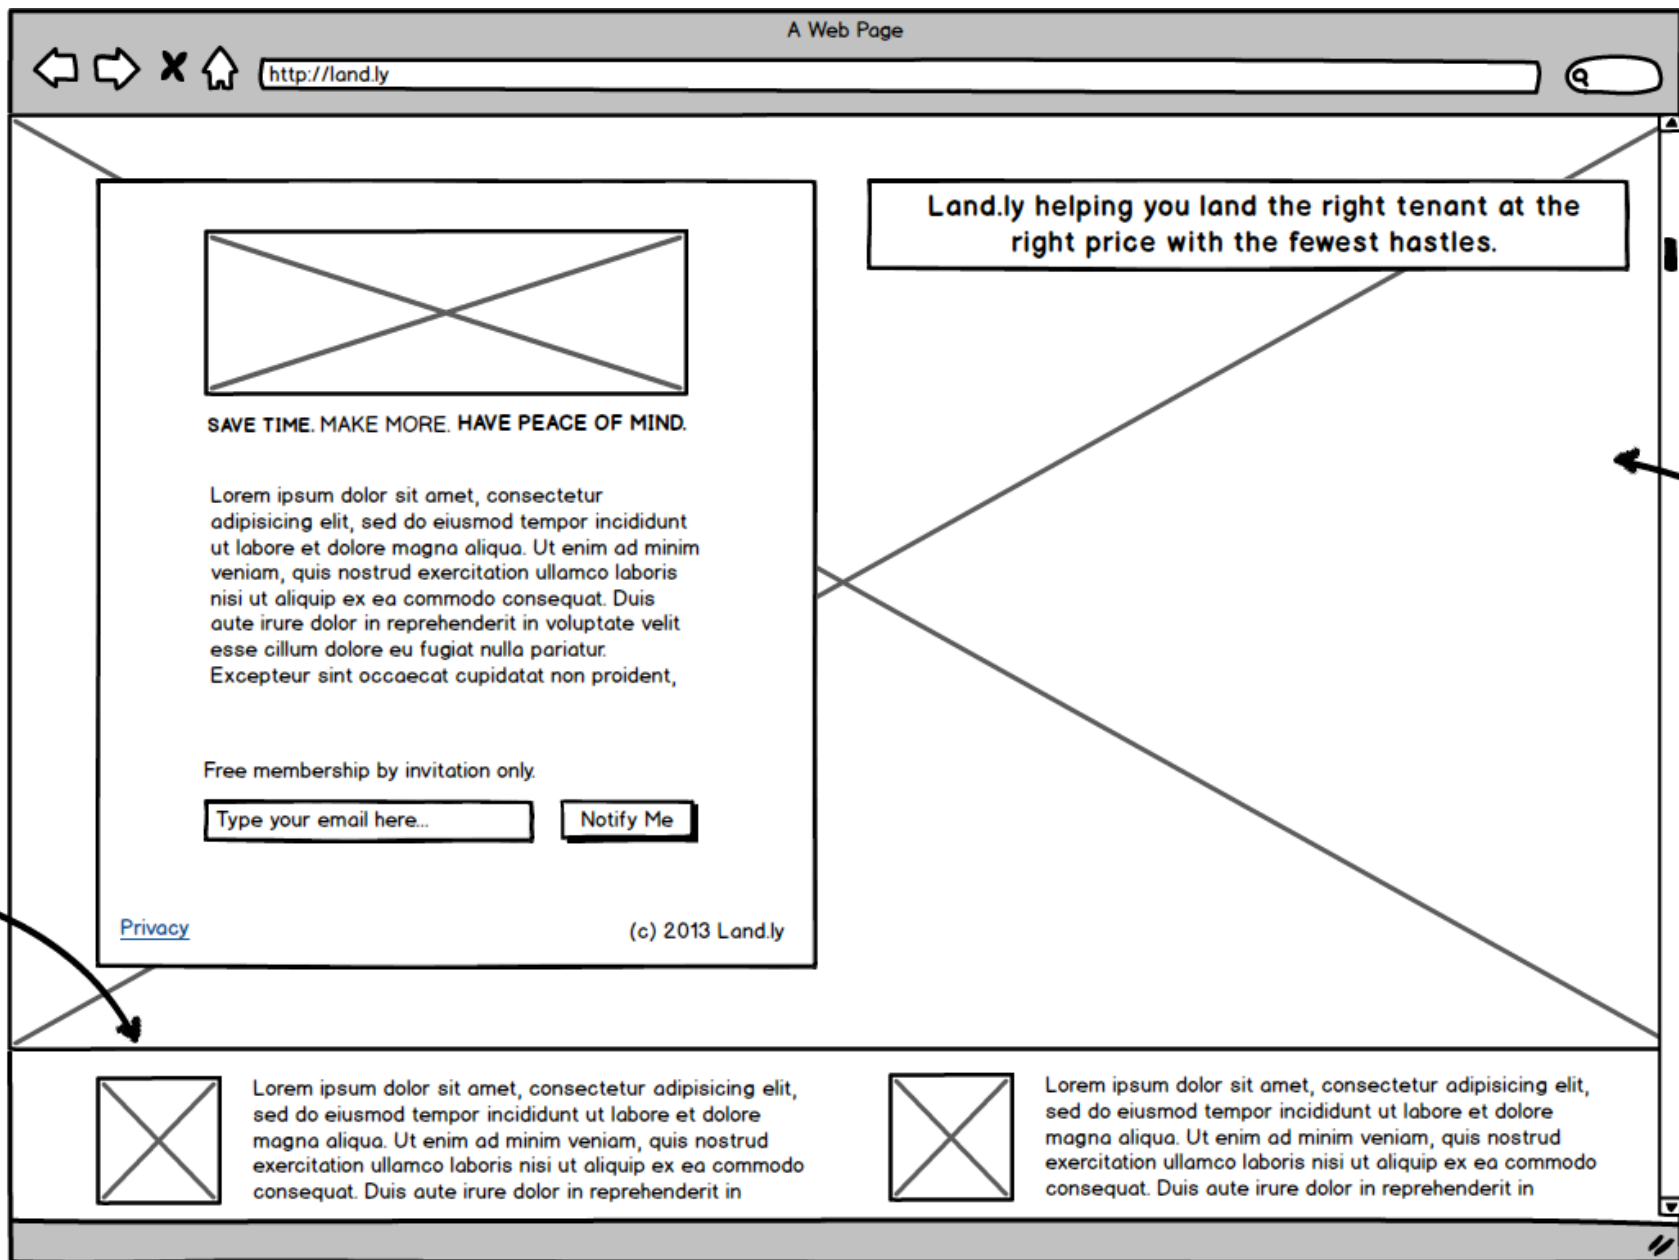 A Web Page
http://land.ly
Land.ly helping you land the right tenant at the
right price with the fewest hastles.
SAVE TIME. MAKE MORE. HAVE PEACE OF MIND.
Lorem ipsum dolor sit amet, consectetur
adipisicing elit, sed do eiusmod tempor incididunt
ut labore et dolore magna aliqua. Ut enim ad minim
veniam, quis nostrud exercitation ullamco laboris
nisi ut aliquip ex ea commodo consequat. Duis
aute irure dolor in reprehenderit in voluptate velit
esse cillum dolore eu fugiat nulla pariatur.
Excepteur sint occaecat cupidatat non proident,
Free membership by invitation only.
Type your email here...
Notify Me
Privacy
(c) 2013 Land.ly
Lorem ipsum dolor sit amet, consectetur adipisicing elit,
sed do eiusmod tempor incididunt ut labore et dolore
magna aliqua. Ut enim ad minim veniam, quis nostrud
exercitation ullamco laboris nisi ut aliquip ex ea commodo
consequat. Duis aute irure dolor in reprehenderit in
Lorem ipsum dolor sit amet, consectetur adipisicing elit,
sed do eiusmod tempor incididunt ut labore et dolore
magna aliqua. Ut enim ad minim veniam, quis nostrud
exercitation ullamco laboris nisi ut aliquip ex ea commodo
consequat. Duis aute irure dolor in reprehenderit in